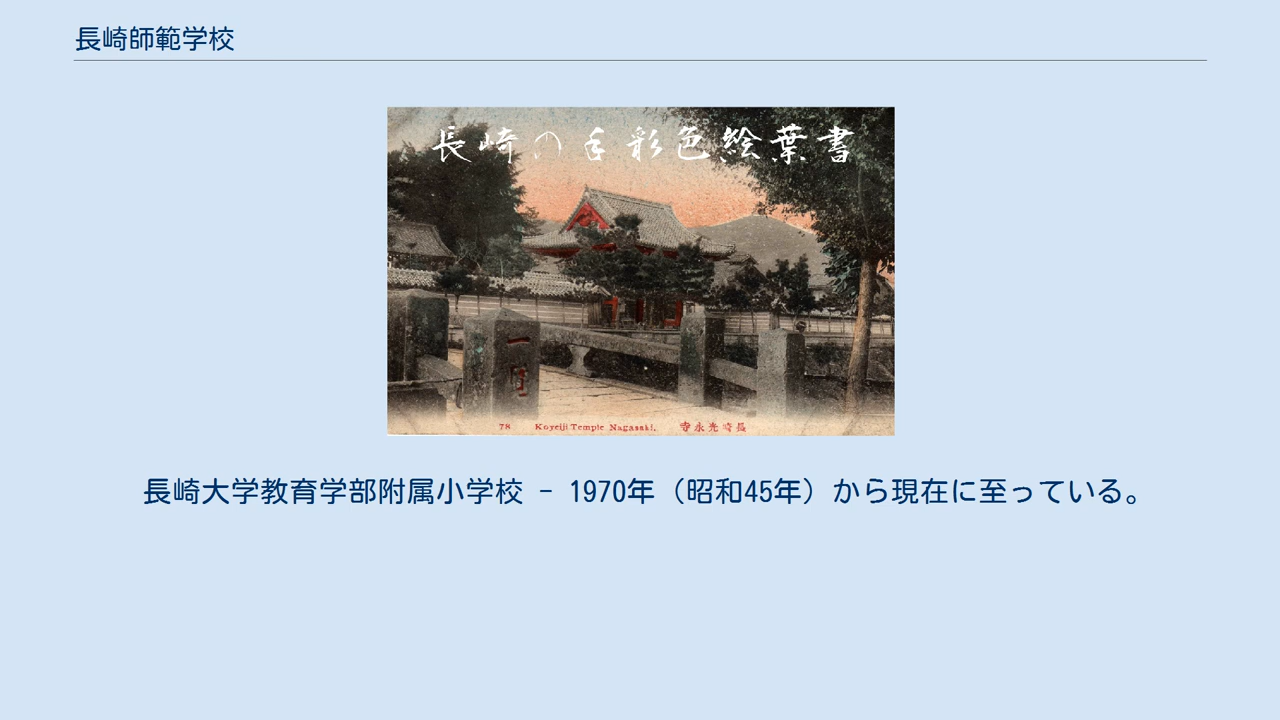 長崎師範学校
長崎の手彩色絵葉書
78 Koyeiji Temple Nagasaki. 寺永光崎長
長崎大学教育学部附属小学校 - 1970年（昭和45年）から現在に至っている。